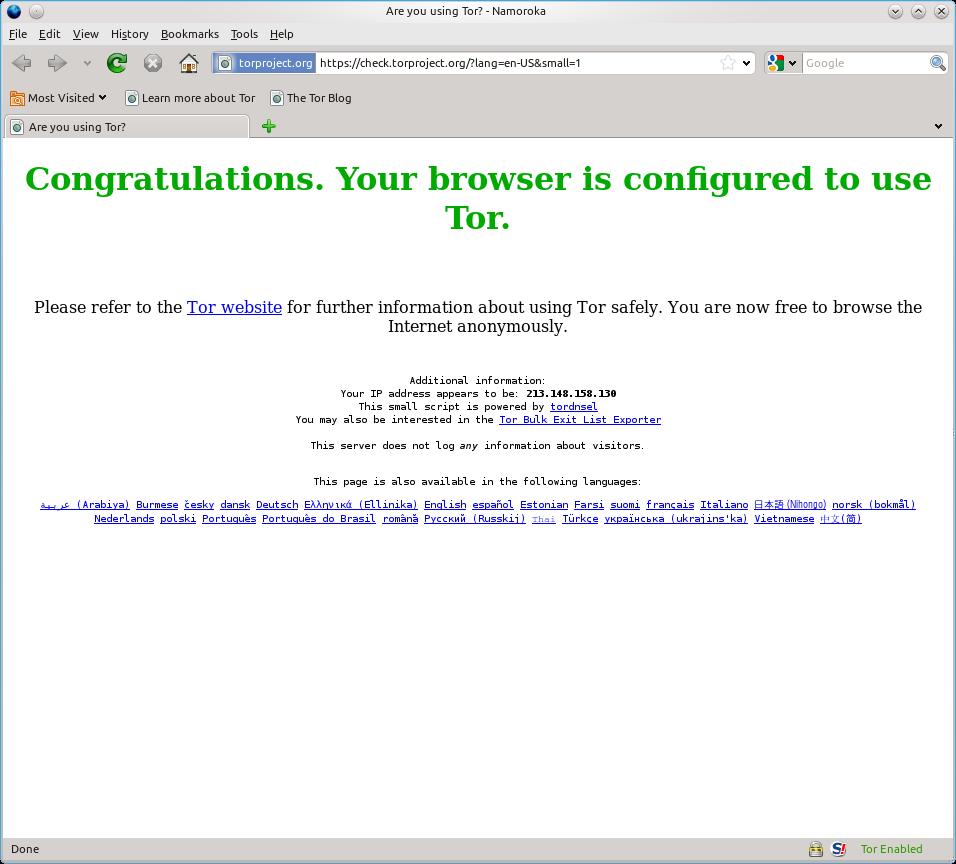 Are you using Tor? - Namoroka
File Edit View History Bookmarks Tools Help
torproject.org https://check.torproject.org/?lang=en-US&small=1 Google
Most Visited Learn more about Tor The Tor Blog
Are you using Tor?
Congratulations. Your browser is configured to use
Tor.
Please refer to the Tor website for further information about using Tor safely. You are now free to browse the
Internet anonymously.
Additional information:
Your IP address appears to be: 213.148.158.130
This small script is powered by tordnsel
You may also be interested in the Tor Bulk Exit List Exporter
This server does not log any information about visitors.
This page is also available in the following languages:
عربية (Arabiya) Burmese česky dansk Deutsch Ελληνικά (Ellinika) English español Estonian Farsi suomi français Italiano 日本語 (Nihongo) norsk (bokmål)
Nederlands polski Português Português do Brasil română Русский (Russkij) Thai Türkçe українська (ukrajins'ka) Vietnamese 中文(简)
Done S! Tor Enabled